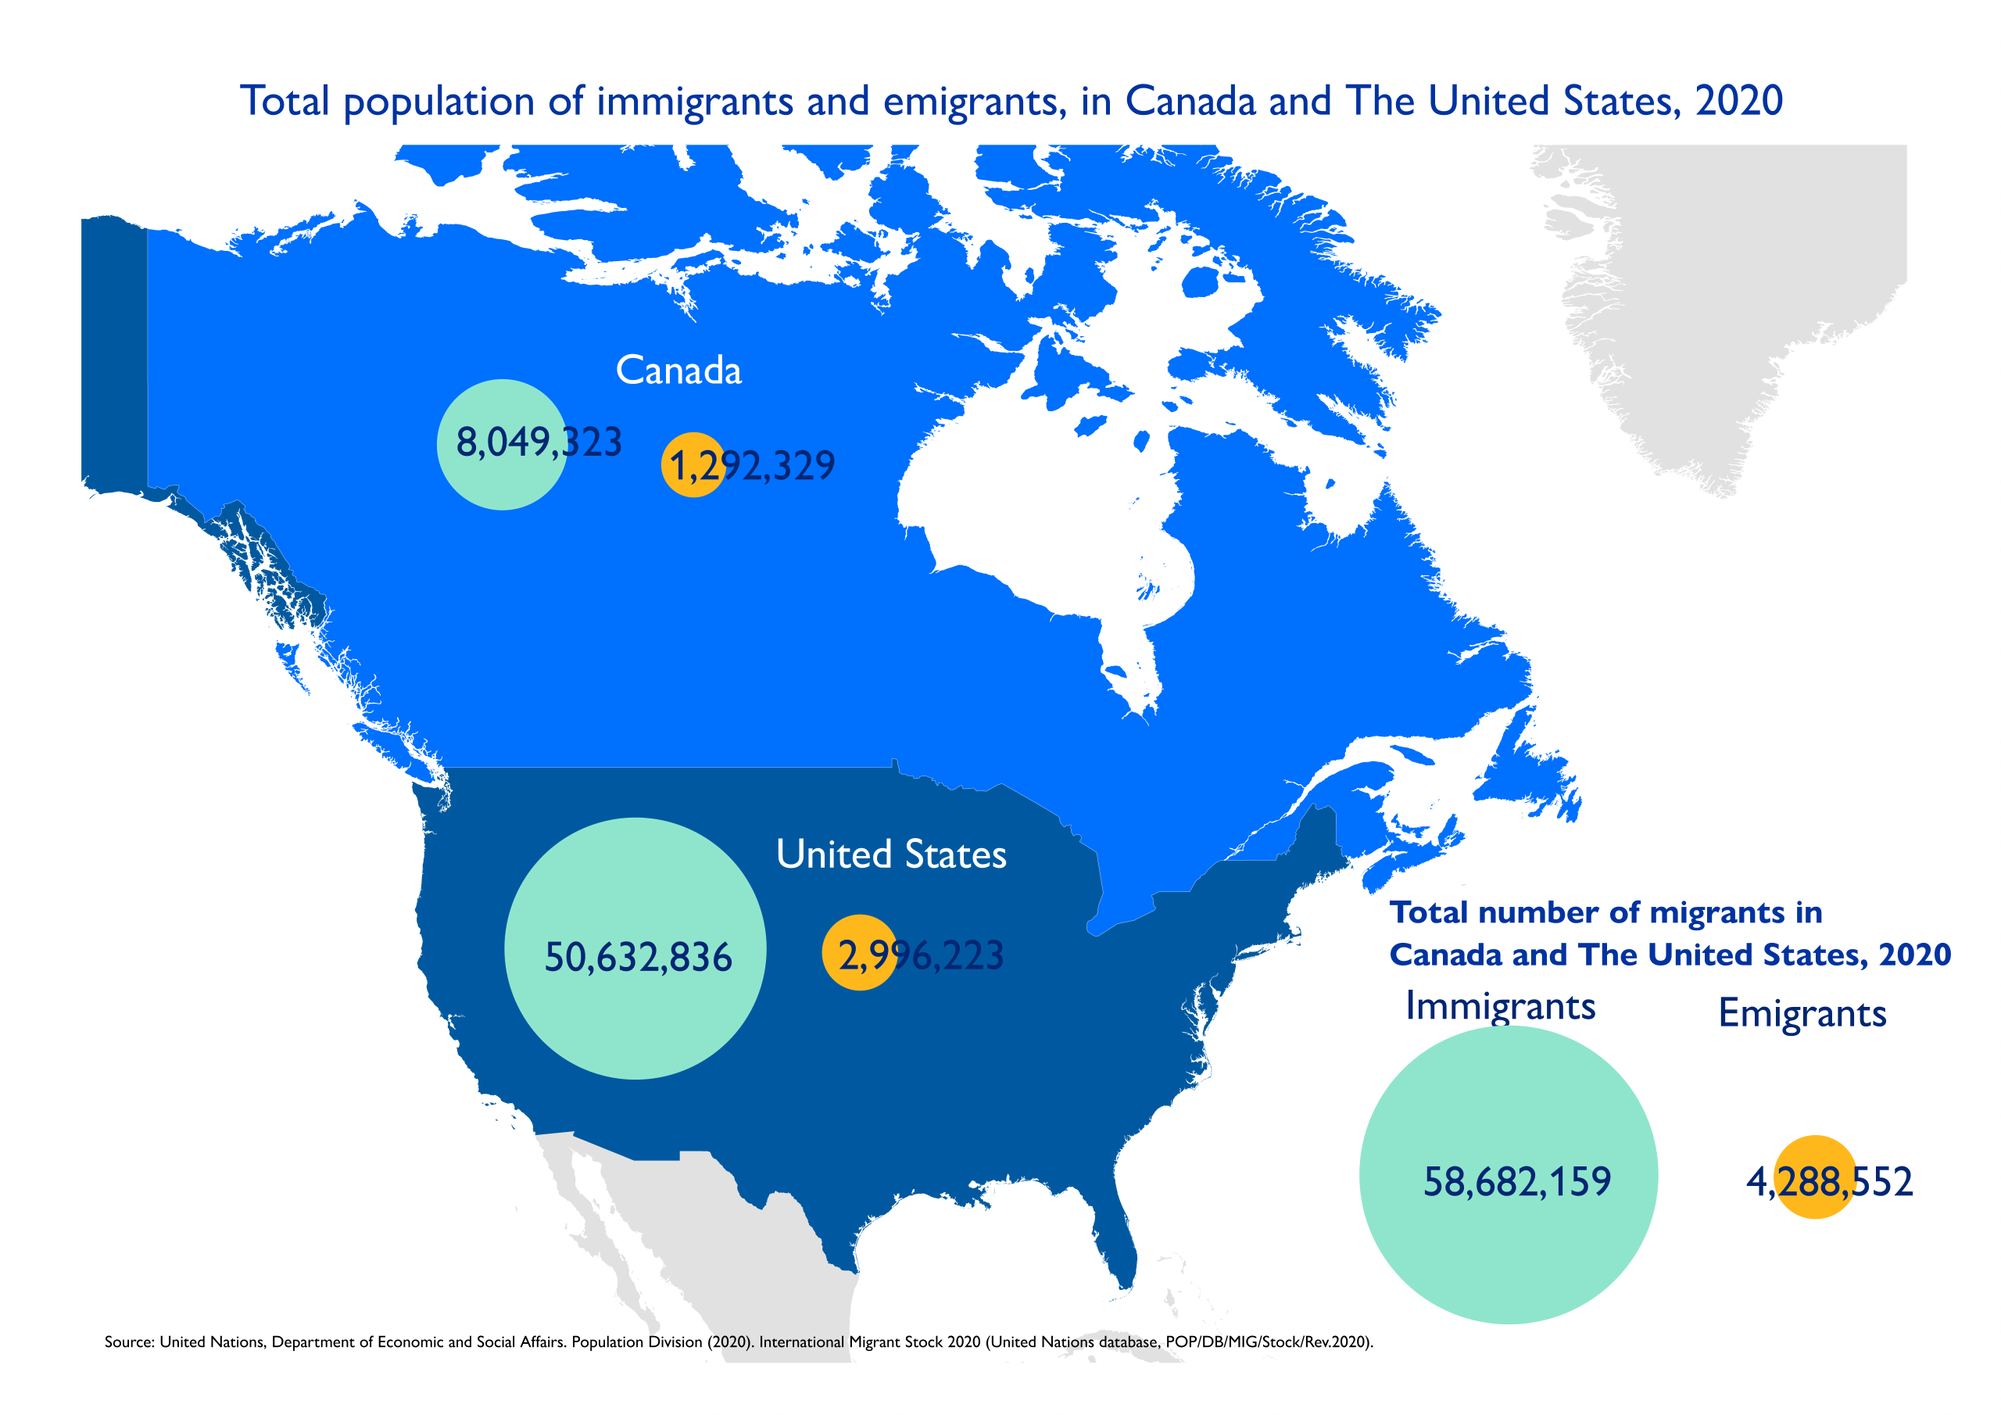 Total population of immigrants and emigrants, in Canada and The United States, 2020
Canada
8,049,323
1,292,329
United States
50,632,836
2,996,223
Total number of migrants in
Canada and The United States, 2020
Immigrants
Emigrants
58,682,159
4,288,552
Source: United Nations, Department of Economic and Social Affairs. Population Division (2020). International Migrant Stock 2020 (United Nations database, POP/DB/MIG/Stock/Rev.2020).